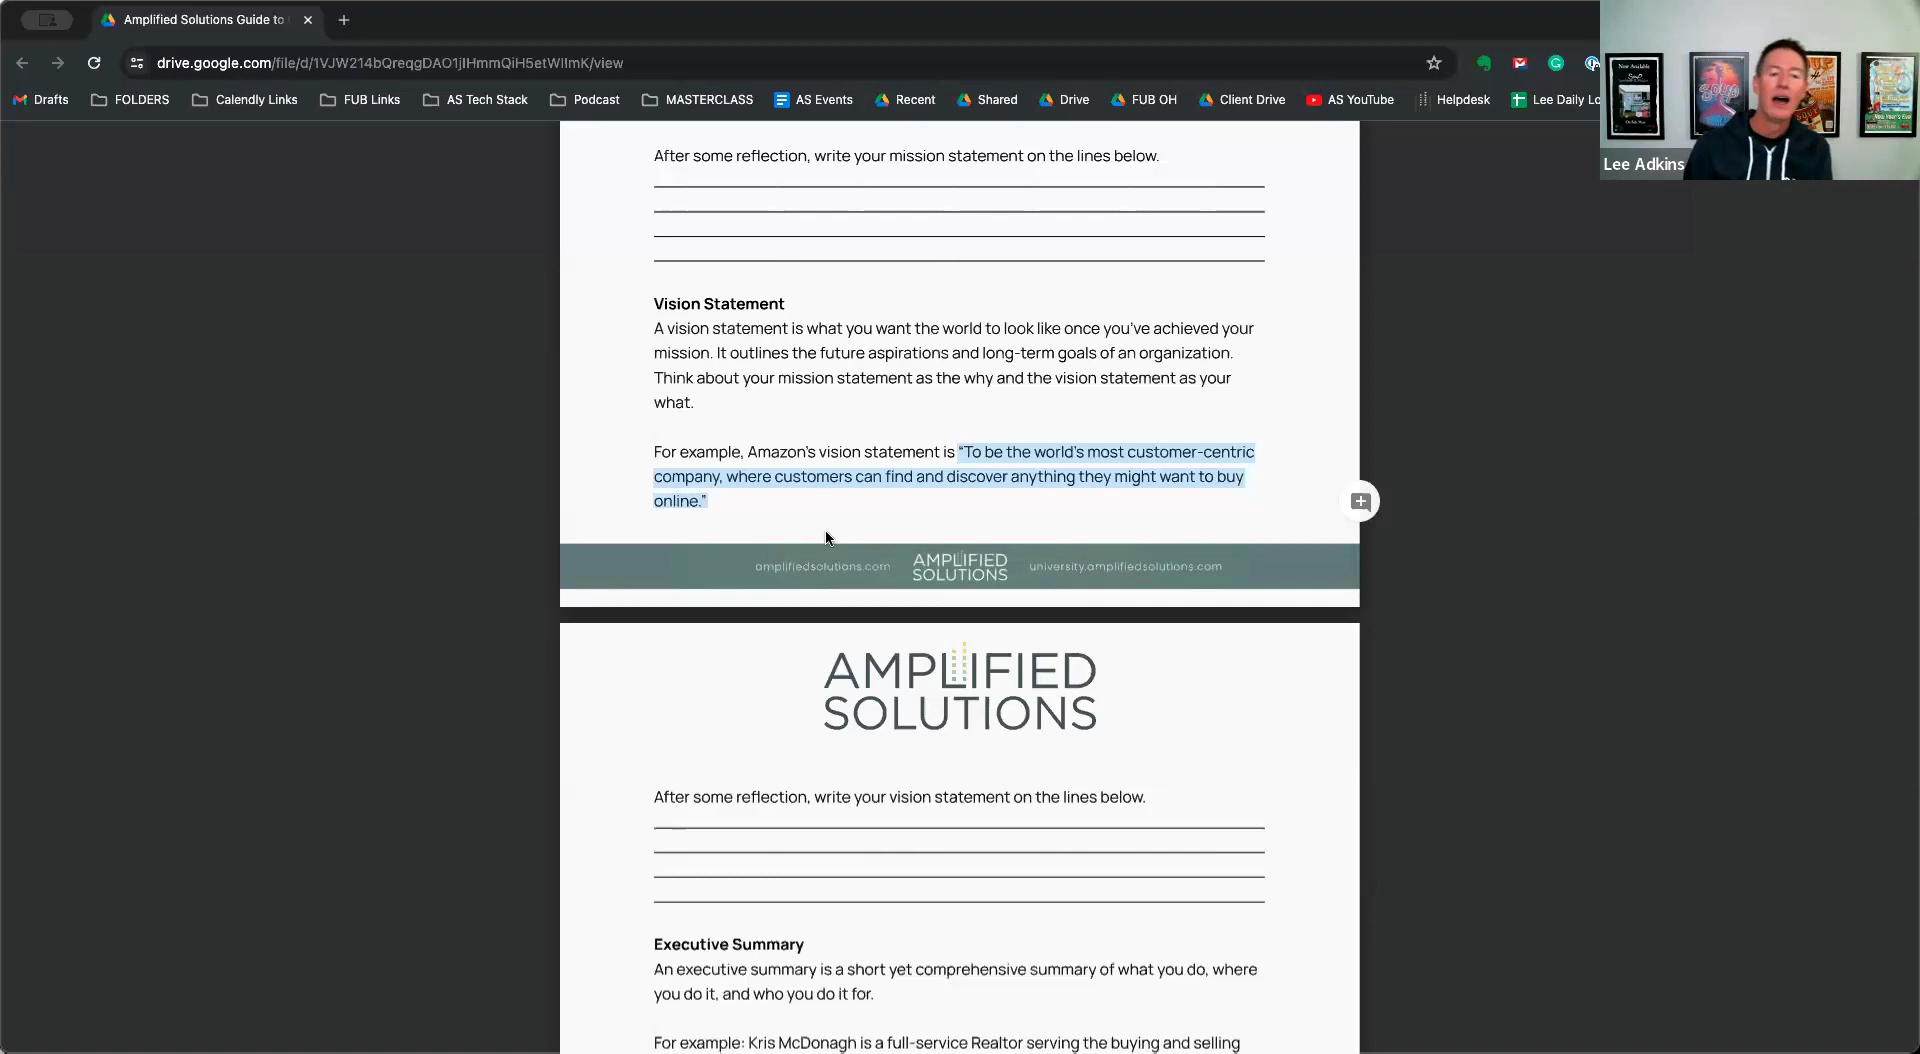 Amplified Solutions Guide to
drive.google.com/file/d/1VJW214bQreqgDAO1jIHmmQiH5etWlImK/view
Drafts FOLDERS Calendly Links FUB Links AS Tech Stack Podcast MASTERCLASS AS Events Recent Shared Drive FUB OH Client Drive AS YouTube Helpdesk Lee Daily Lo
Lee Adkins
After some reflection, write your mission statement on the lines below.
Vision Statement
A vision statement is what you want the world to look like once you've achieved your
mission. It outlines the future aspirations and long-term goals of an organization.
Think about your mission statement as the why and the vision statement as your
what.
For example, Amazon's vision statement is “To be the world's most customer-centric
company, where customers can find and discover anything they might want to buy
online.”
amplifiedsolutions.com AMPLIFIED SOLUTIONS university.amplifiedsolutions.com
AMPLIFIED
SOLUTIONS
After some reflection, write your vision statement on the lines below.
Executive Summary
An executive summary is a short yet comprehensive summary of what you do, where
you do it, and who you do it for.
For example: Kris McDonagh is a full-service Realtor serving the buying and selling